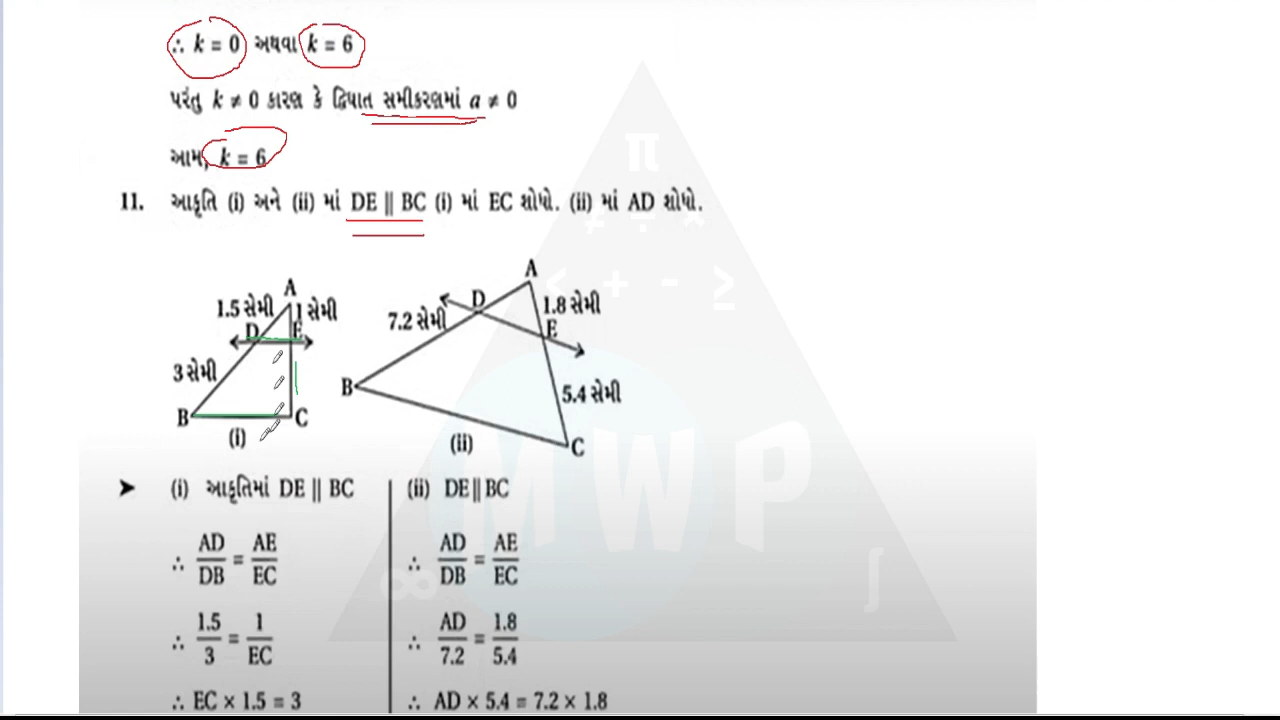 ∴ k = 0 અથવા k = 6
પરંતુ k ≠ 0 કારણ કે દ્વિઘાત સમીકરણમાં a ≠ 0
આમ, k = 6
11. આકૃતિ (i) અને (ii) માં DE || BC (i) માં EC શોધો. (ii) માં AD શોધો.
A
1.5 સેમી 1 સેમી
D E
3 સેમી
B C
(i)
A
D 1.8 સેમી
7.2 સેમી E
B 5.4 સેમી
(ii) C
➤ (i) આકૃતિમાં DE || BC
∴ AD/DB = AE/EC
∴ 1.5/3 = 1/EC
∴ EC × 1.5 = 3
(ii) DE || BC
∴ AD/DB = AE/EC
∴ AD/7.2 = 1.8/5.4
∴ AD × 5.4 = 7.2 × 1.8
π
≠ ÷ ×
< + - ≥
MWP
∞ ∫